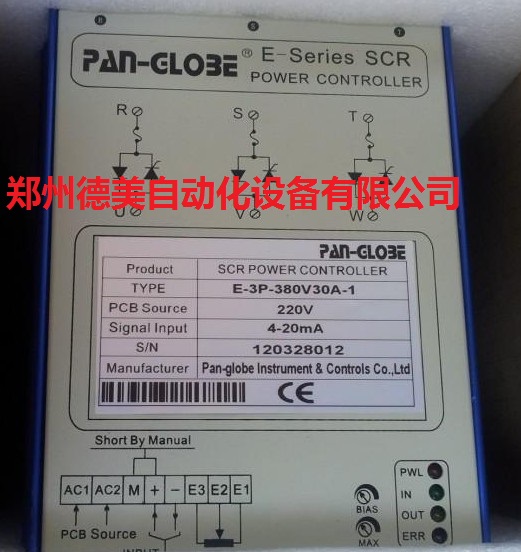 R S T
PAN-GLOBE® E-Series SCR
POWER CONTROLLER
R S T
郑州德美自动化设备有限公司
U V W
PAN-GLOBE
Product SCR POWER CONTROLLER
TYPE E-3P-380V30A-1
PCB Source 220V
Signal Input 4-20mA
S/N 120328012
Manufacturer Pan-globe Instrument & Controls Co.,Ltd
CE
Short By Manual
AC1 AC2 M + − E3 E2 E1
PCB Source
INPUT
BIAS
MAX
PWL
IN
OUT
ERR